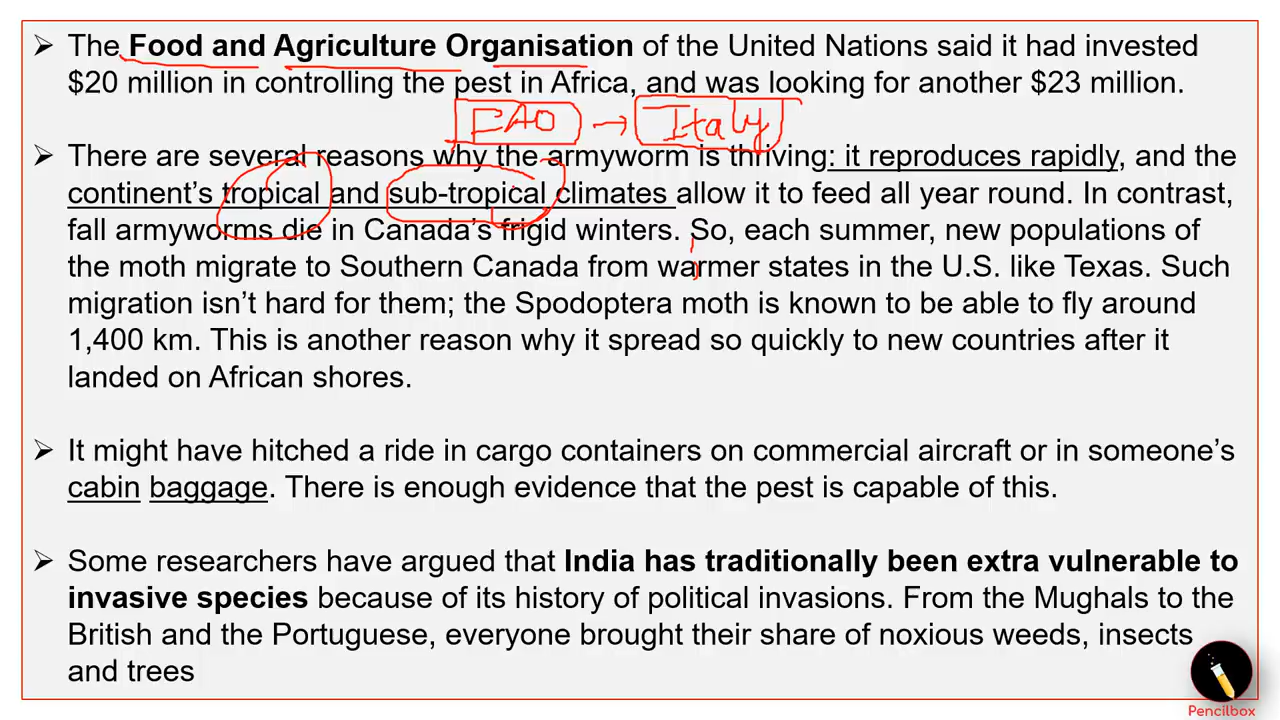 ➢ The Food and Agriculture Organisation of the United Nations said it had invested
$20 million in controlling the pest in Africa, and was looking for another $23 million.
FAO → Italy
➢ There are several reasons why the armyworm is thriving: it reproduces rapidly, and the
continent's tropical and sub-tropical climates allow it to feed all year round. In contrast,
fall armyworms die in Canada's frigid winters. So, each summer, new populations of
the moth migrate to Southern Canada from warmer states in the U.S. like Texas. Such
migration isn't hard for them; the Spodoptera moth is known to be able to fly around
1,400 km. This is another reason why it spread so quickly to new countries after it
landed on African shores.
➢ It might have hitched a ride in cargo containers on commercial aircraft or in someone's
cabin baggage. There is enough evidence that the pest is capable of this.
➢ Some researchers have argued that India has traditionally been extra vulnerable to
invasive species because of its history of political invasions. From the Mughals to the
British and the Portuguese, everyone brought their share of noxious weeds, insects
and trees
Pencilbox